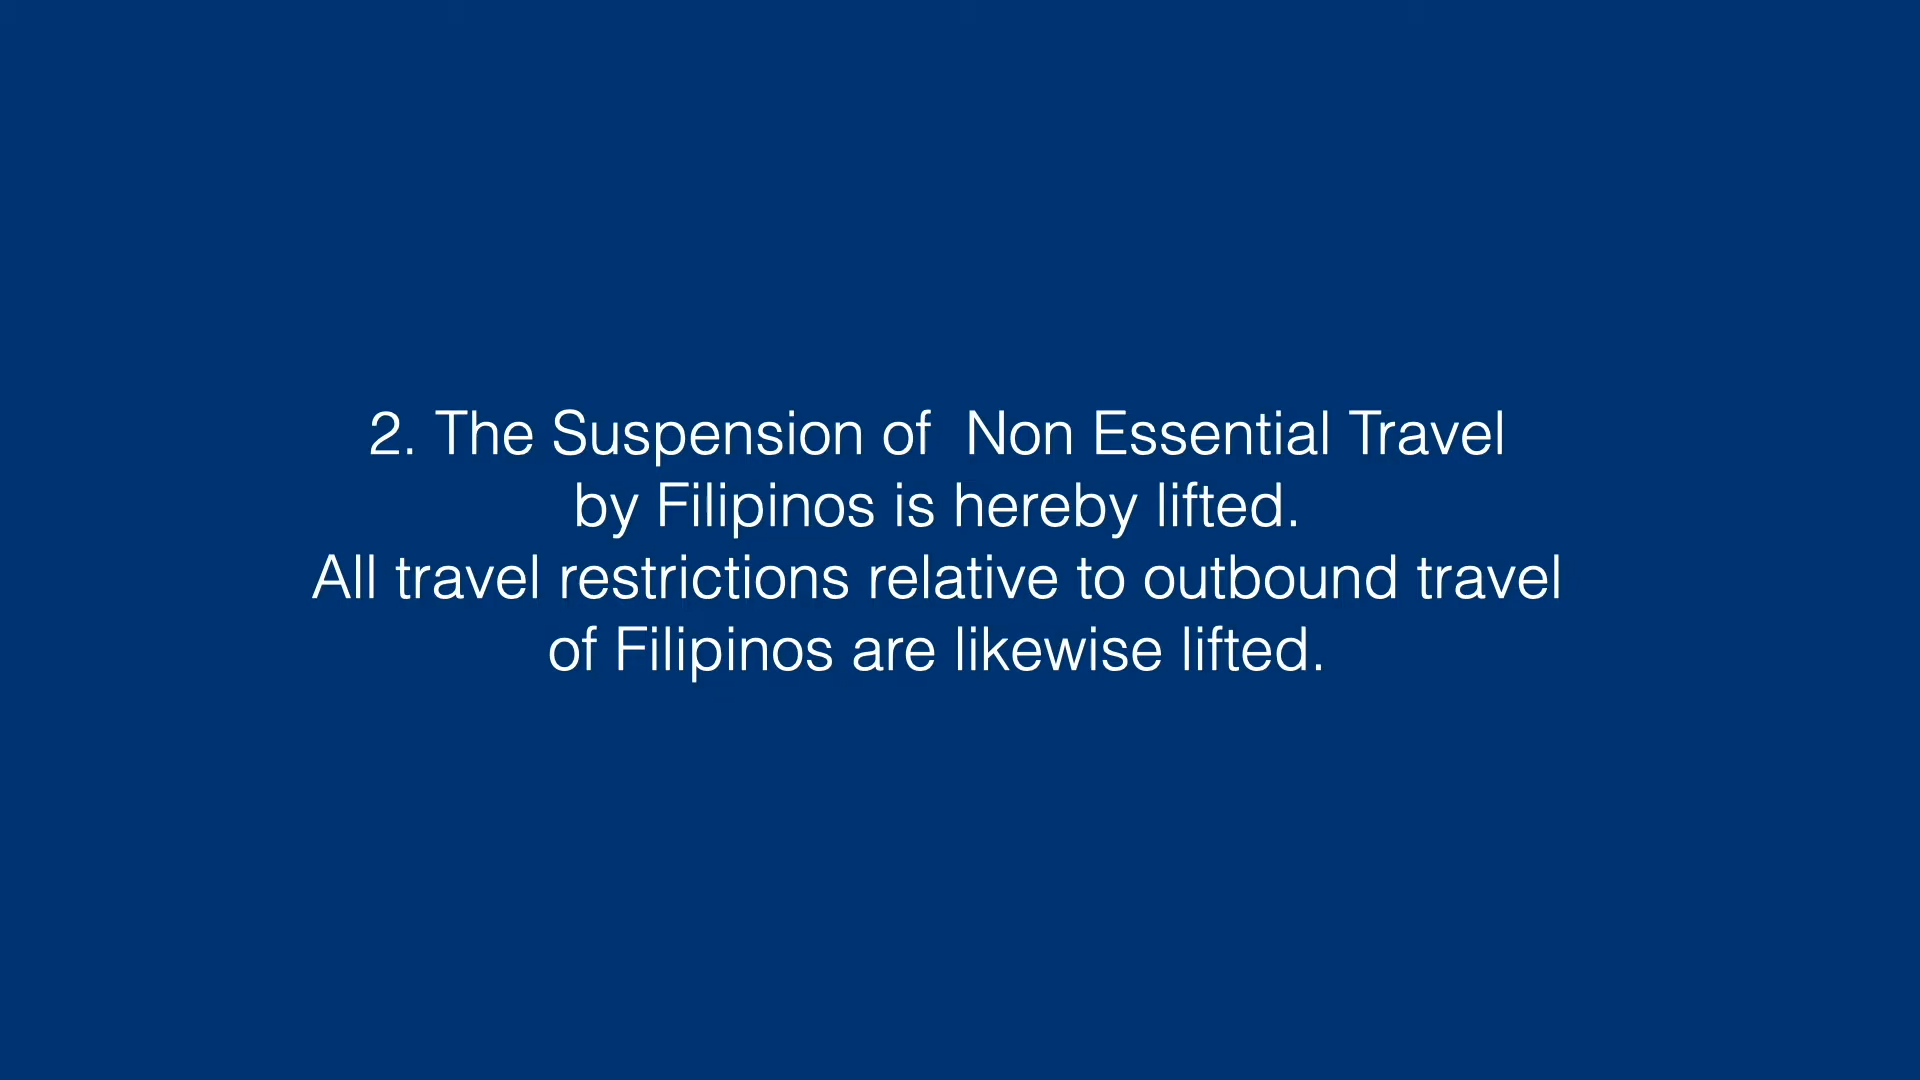 2. The Suspension of  Non Essential Travel
by Filipinos is hereby lifted.
All travel restrictions relative to outbound travel
of Filipinos are likewise lifted.